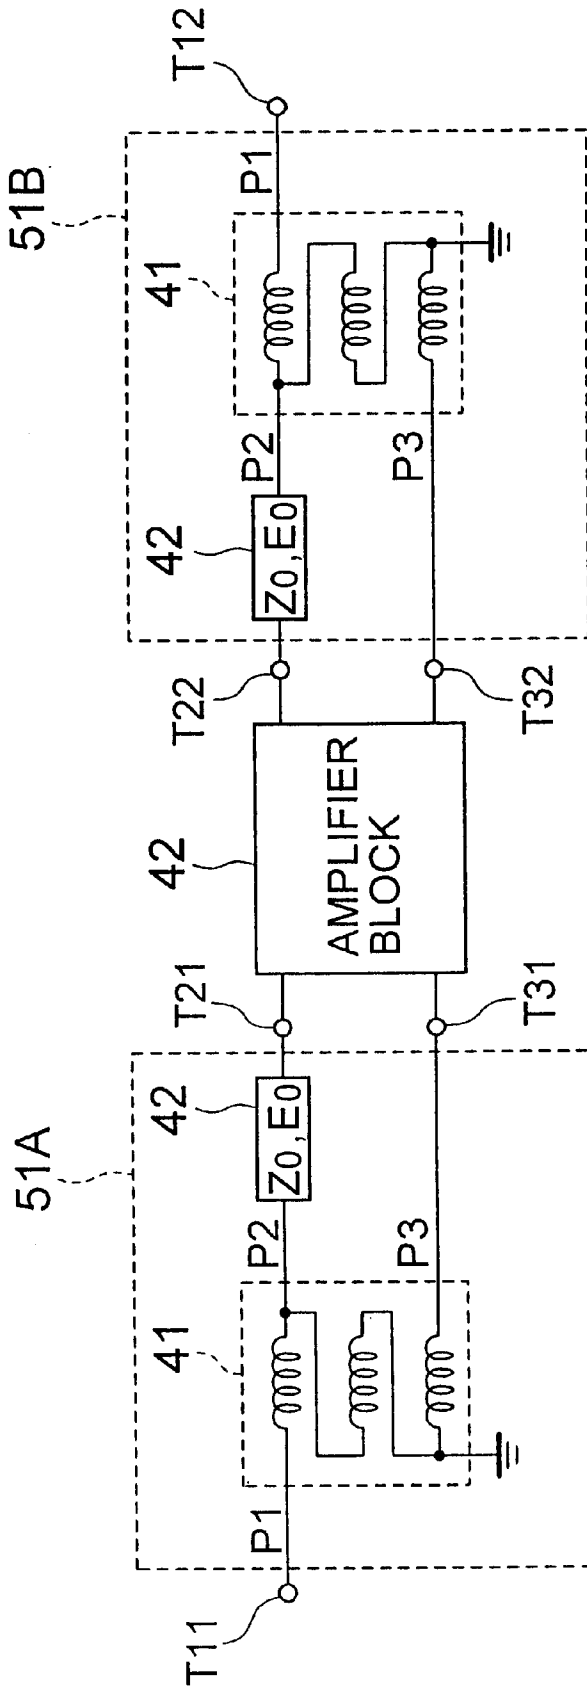 51A
51B
41
42
42
42
41
T11
P1
P2
Z0, E0
T21
AMPLIFIER
BLOCK
T22
Z0, E0
P2
P1
T12
P3
T31
T32
P3